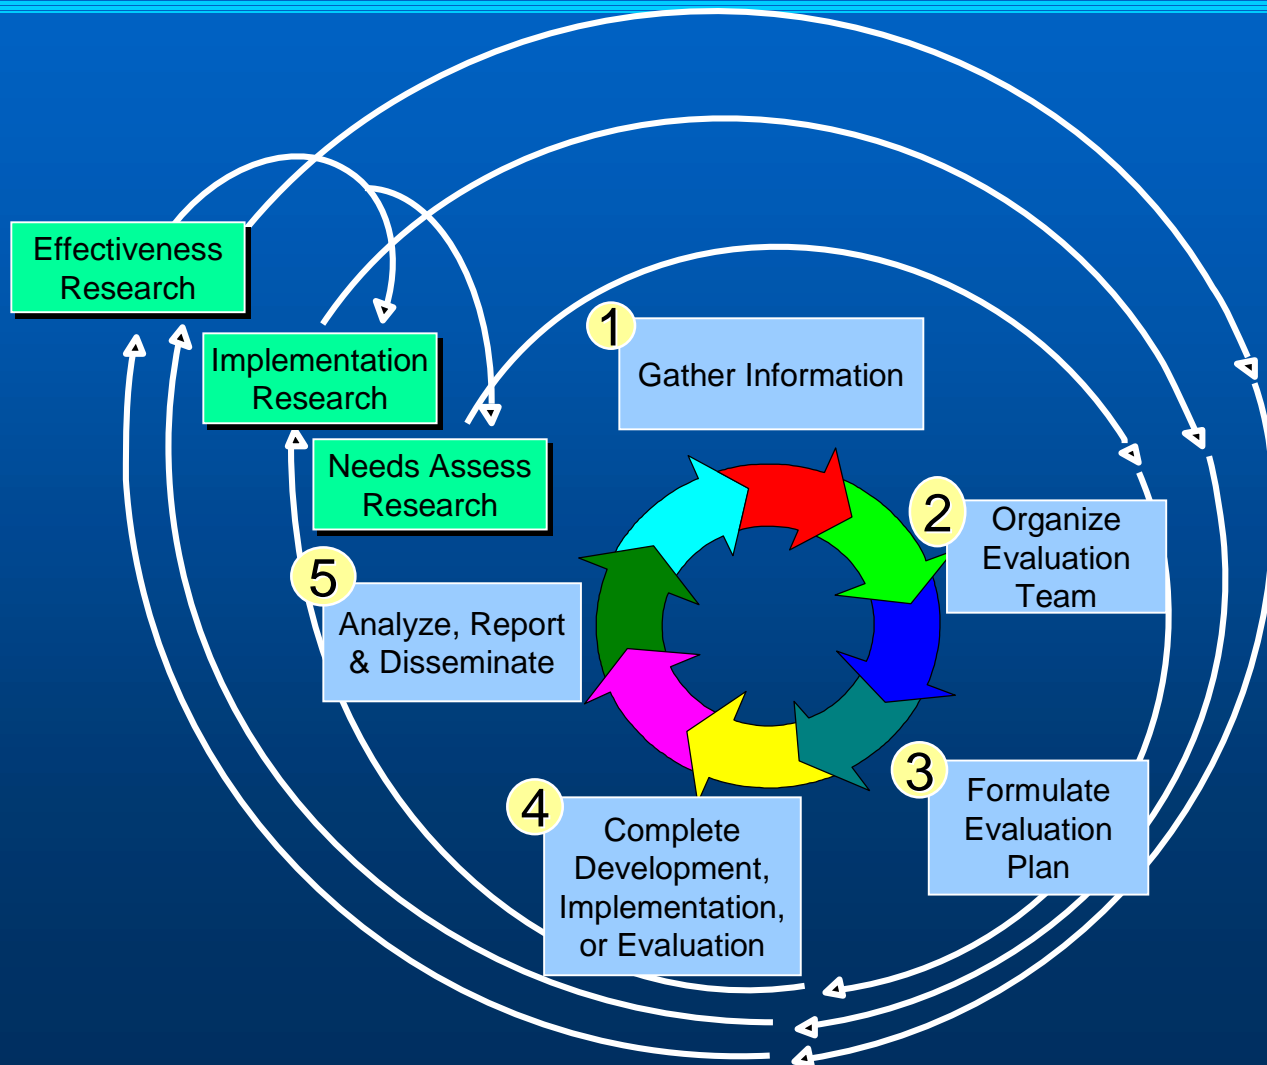 Effectiveness
Research
Implementation
Research
Needs Assess
Research
1
Gather Information
2
Organize
Evaluation
Team
3
Formulate
Evaluation
Plan
4
Complete
Development,
Implementation,
or Evaluation
5
Analyze, Report
& Disseminate